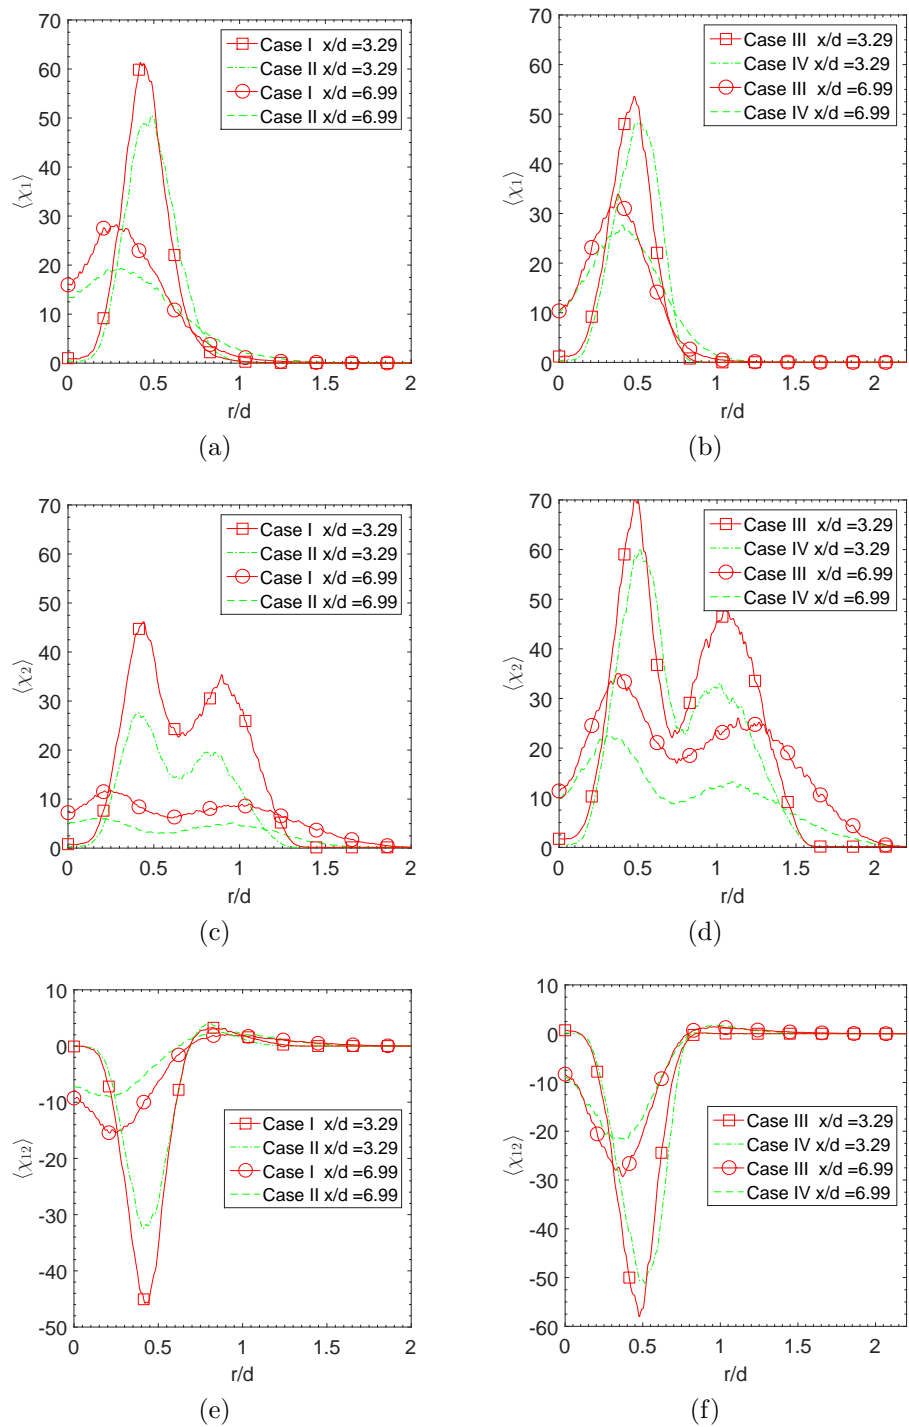 70
60
50
40
30
20
10
0
⟨χ1⟩
Case I x/d =3.29
Case II x/d =3.29
Case I x/d =6.99
Case II x/d =6.99
0 0.5 1 1.5 2
r/d
(a)
70
60
50
40
30
20
10
0
⟨χ1⟩
Case III x/d =3.29
Case IV x/d =3.29
Case III x/d =6.99
Case IV x/d =6.99
0 0.5 1 1.5 2
r/d
(b)
70
60
50
40
30
20
10
0
⟨χ2⟩
Case I x/d =3.29
Case II x/d =3.29
Case I x/d =6.99
Case II x/d =6.99
0 0.5 1 1.5 2
r/d
(c)
70
60
50
40
30
20
10
0
⟨χ2⟩
Case III x/d =3.29
Case IV x/d =3.29
Case III x/d =6.99
Case IV x/d =6.99
0 0.5 1 1.5 2
r/d
(d)
10
0
-10
-20
-30
-40
-50
⟨χ12⟩
Case I x/d =3.29
Case II x/d =3.29
Case I x/d =6.99
Case II x/d =6.99
0 0.5 1 1.5 2
r/d
(e)
10
0
-10
-20
-30
-40
-50
-60
⟨χ12⟩
Case III x/d =3.29
Case IV x/d =3.29
Case III x/d =6.99
Case IV x/d =6.99
0 0.5 1 1.5 2
r/d
(f)